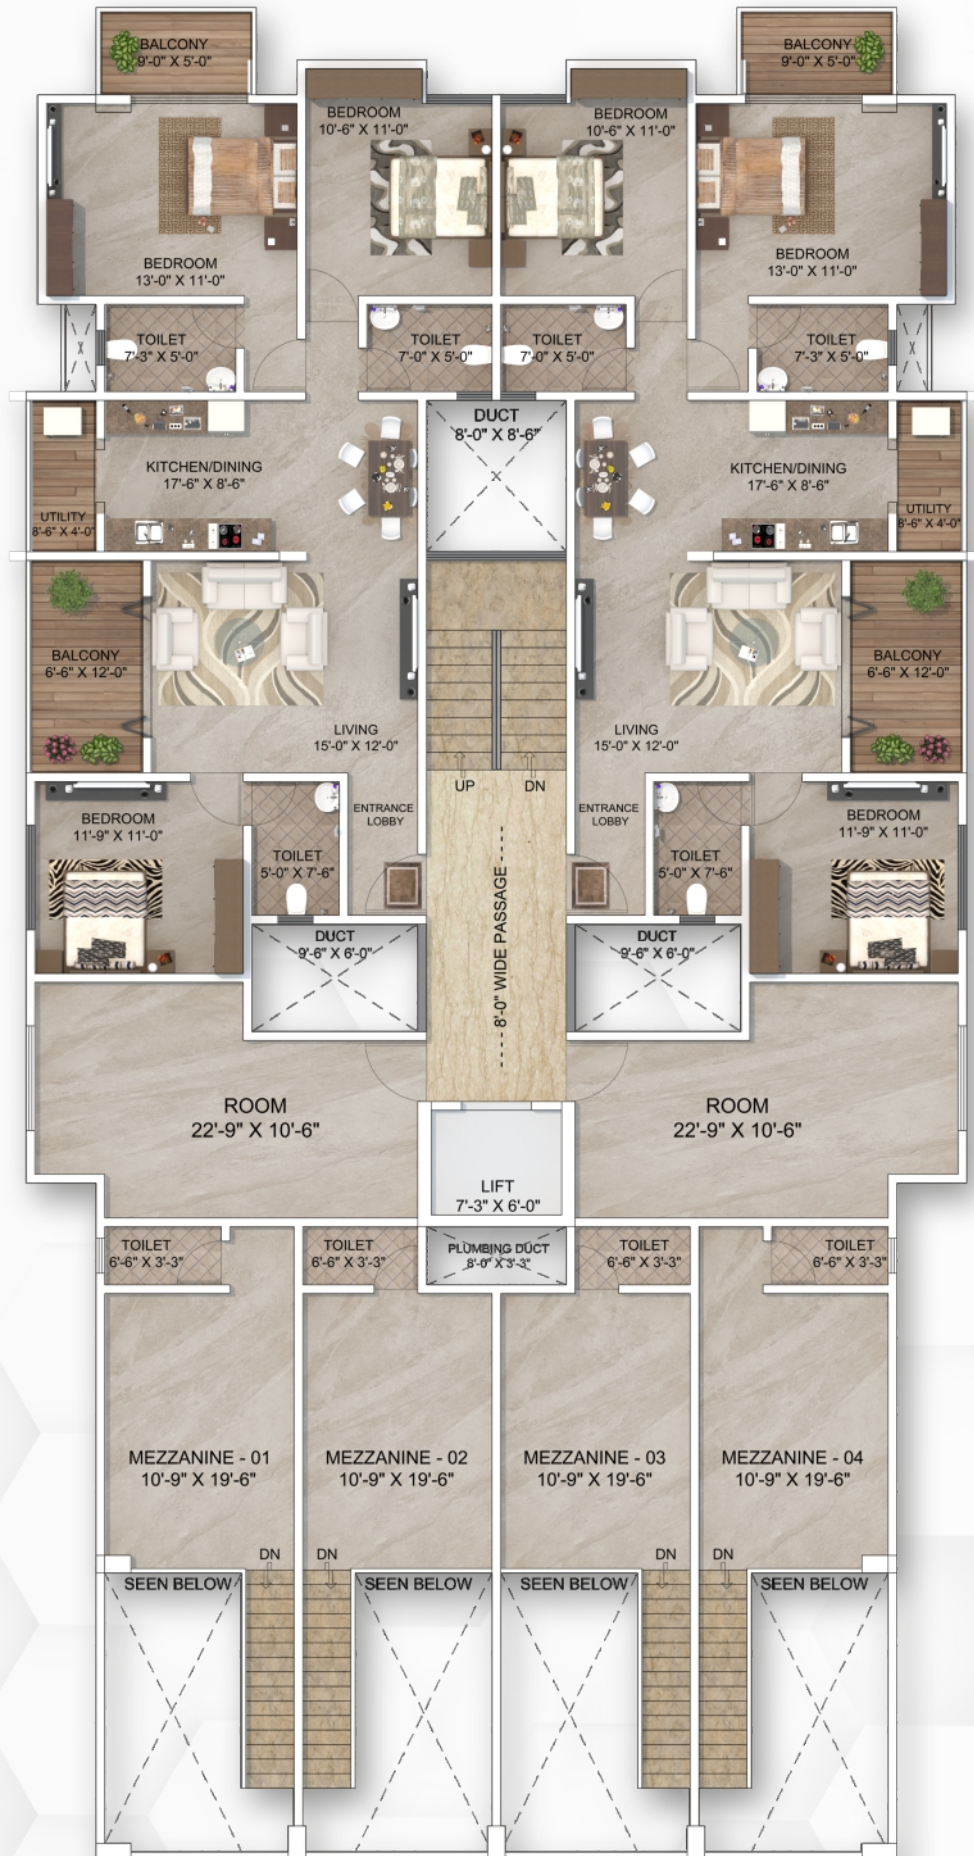 BALCONY
9'-0" X 5'-0"
BALCONY
9'-0" X 5'-0"
BEDROOM
10'-6" X 11'-0"
BEDROOM
10'-6" X 11'-0"
BEDROOM
13'-0" X 11'-0"
BEDROOM
13'-0" X 11'-0"
TOILET
7'-3" X 5'-0"
TOILET
7'-0" X 5'-0"
TOILET
7'-0" X 5'-0"
TOILET
7'-3" X 5'-0"
DUCT
8'-0" X 8'-6"
KITCHEN/DINING
17'-6" X 8'-6"
KITCHEN/DINING
17'-6" X 8'-6"
UTILITY
8'-6" X 4'-0"
UTILITY
8'-6" X 4'-0"
BALCONY
6'-6" X 12'-0"
BALCONY
6'-6" X 12'-0"
LIVING
15'-0" X 12'-0"
LIVING
15'-0" X 12'-0"
UP
DN
ENTRANCE
LOBBY
ENTRANCE
LOBBY
BEDROOM
11'-9" X 11'-0"
BEDROOM
11'-9" X 11'-0"
TOILET
5'-0" X 7'-6"
TOILET
5'-0" X 7'-6"
8'-0" WIDE PASSAGE
DUCT
9'-6" X 6'-0"
DUCT
9'-6" X 6'-0"
ROOM
22'-9" X 10'-6"
ROOM
22'-9" X 10'-6"
LIFT
7'-3" X 6'-0"
TOILET
6'-6" X 3'-3"
TOILET
6'-6" X 3'-3"
PLUMBING DUCT
8'-0" X 3'-3"
TOILET
6'-6" X 3'-3"
TOILET
6'-6" X 3'-3"
MEZZANINE - 01
10'-9" X 19'-6"
MEZZANINE - 02
10'-9" X 19'-6"
MEZZANINE - 03
10'-9" X 19'-6"
MEZZANINE - 04
10'-9" X 19'-6"
DN
DN
DN
DN
SEEN BELOW
SEEN BELOW
SEEN BELOW
SEEN BELOW